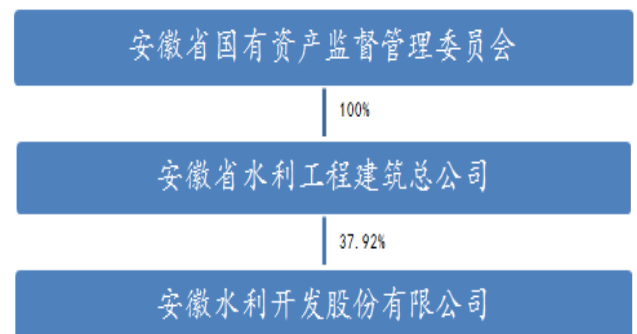 安徽省国有资产监督管理委员会
100%
安徽省水利工程建筑总公司
37.92%
安徽水利开发股份有限公司